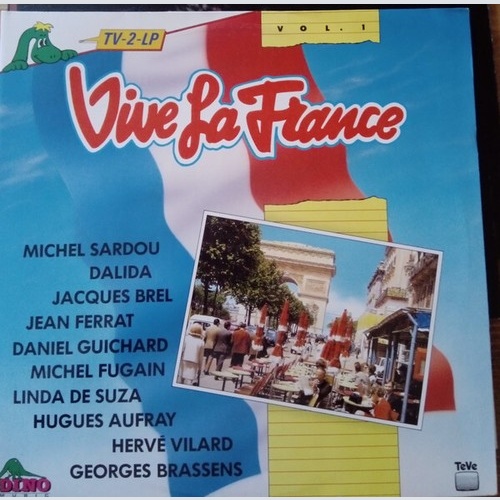 TV-2-LP
VOL. 1
Vive La France
MICHEL SARDOU
DALIDA
JACQUES BREL
JEAN FERRAT
DANIEL GUICHARD
MICHEL FUGAIN
LINDA DE SUZA
HUGUES AUFRAY
HERVÉ VILARD
GEORGES BRASSENS
DINO
MUSIC
TeVe